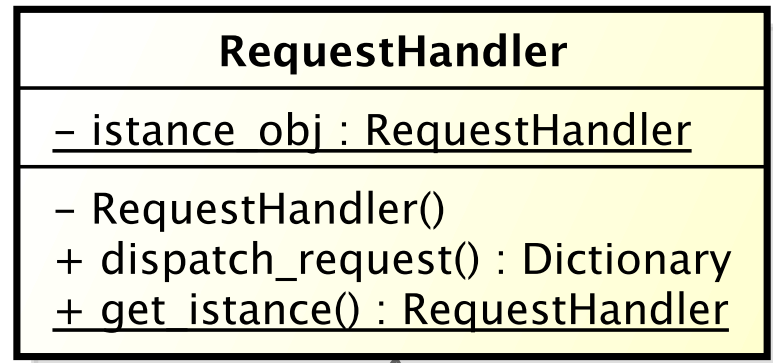 RequestHandler
- istance_obj : RequestHandler
- RequestHandler()
+ dispatch_request() : Dictionary
+ get_istance() : RequestHandler